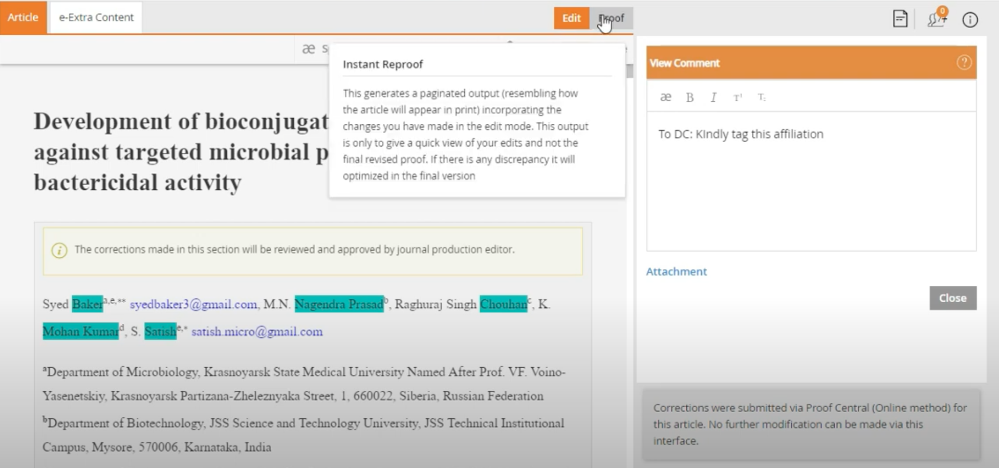 Article
e-Extra Content
Edit
Proof
0
æ
Instant Reproof
This generates a paginated output (resembling how
the article will appear in print) incorporating the
changes you have made in the edit mode. This output
is only to give a quick view of your edits and not the
final revised proof. If there is any discrepancy it will
optimized in the final version
Development of
against targeted microbial
bactericidal activity
The corrections made in this section will be reviewed and approved by journal production editor.
Syed Baker a,e,** syedbaker3@gmail.com, M.N. Nagendra Prasad b, Raghuraj Singh Chouhan c, K.
Mohan Kumar d, S. Satish e,* satish.micro@gmail.com
a Department of Microbiology, Krasnoyarsk State Medical University Named After Prof. VF. Voino-
Yasenetskiy, Krasnoyarsk Partizana-Zheleznyaka Street, 1, 660022, Siberia, Russian Federation
b Department of Biotechnology, JSS Science and Technology University, JSS Technical Institutional
Campus, Mysore, 570006, Karnataka, India
View Comment
?
æ B I T¹ T:
To DC: KIndly tag this affiliation
Attachment
Close
Corrections were submitted via Proof Central (Online method) for
this article. No further modification can be made via this
interface.